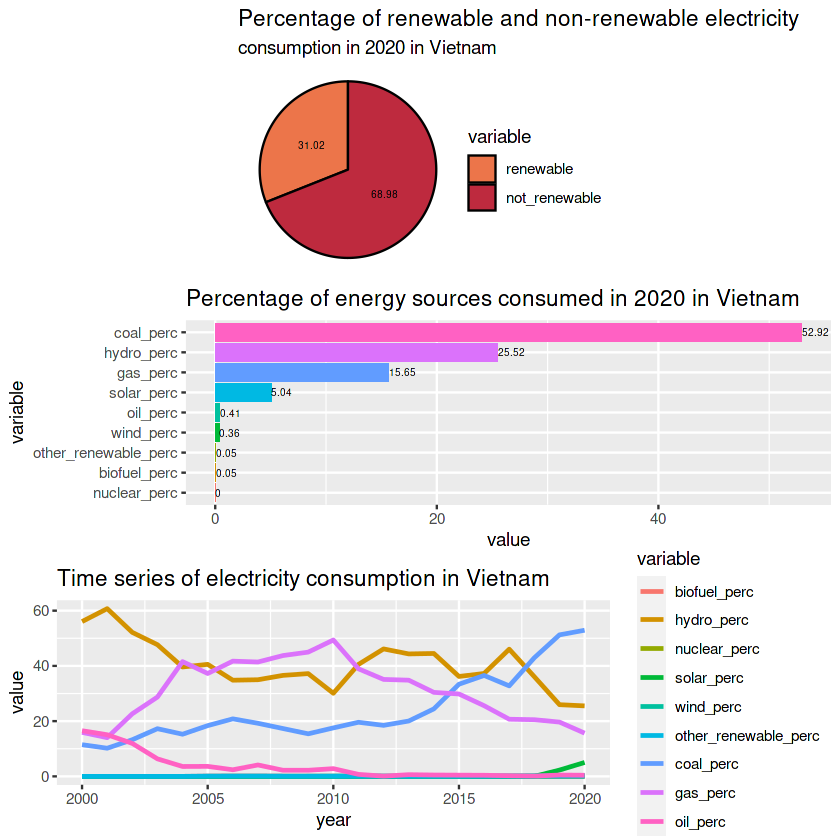 Percentage of renewable and non-renewable electricity
consumption in 2020 in Vietnam
31.02
68.98
variable
renewable
not_renewable
Percentage of energy sources consumed in 2020 in Vietnam
variable
coal_perc
52.92
hydro_perc
25.52
gas_perc
15.65
solar_perc
5.04
oil_perc
0.41
wind_perc
0.36
other_renewable_perc
0.05
biofuel_perc
0.05
nuclear_perc
0
0 20 40
value
Time series of electricity consumption in Vietnam
value
60
40
20
0
2000 2005 2010 2015 2020
year
variable
biofuel_perc
hydro_perc
nuclear_perc
solar_perc
wind_perc
other_renewable_perc
coal_perc
gas_perc
oil_perc